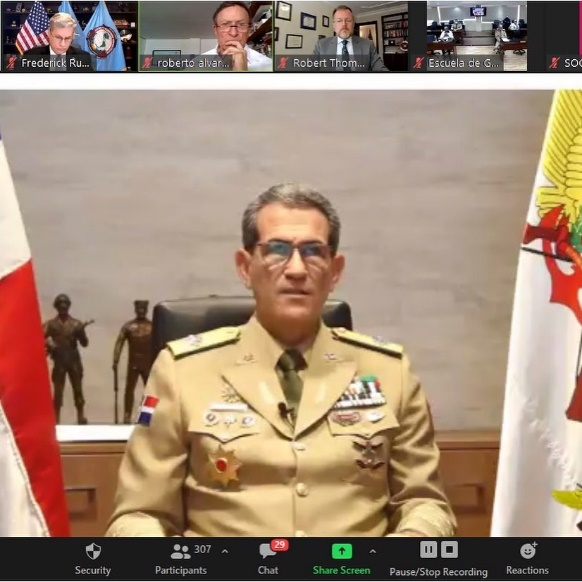 Frederick Ru...
roberto alvar...
Robert Thom...
Escuela de G...
SOC
307
29
Security
Participants
Chat
Share Screen
Pause/Stop Recording
Reactions